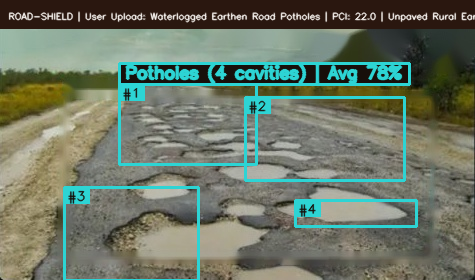 ROAD-SHIELD | User Upload: Waterlogged Earthen Road Potholes | PCI: 22.0 | Unpaved Rural Ear
Potholes (4 cavities) | Avg 78%
#1
#2
#3
#4